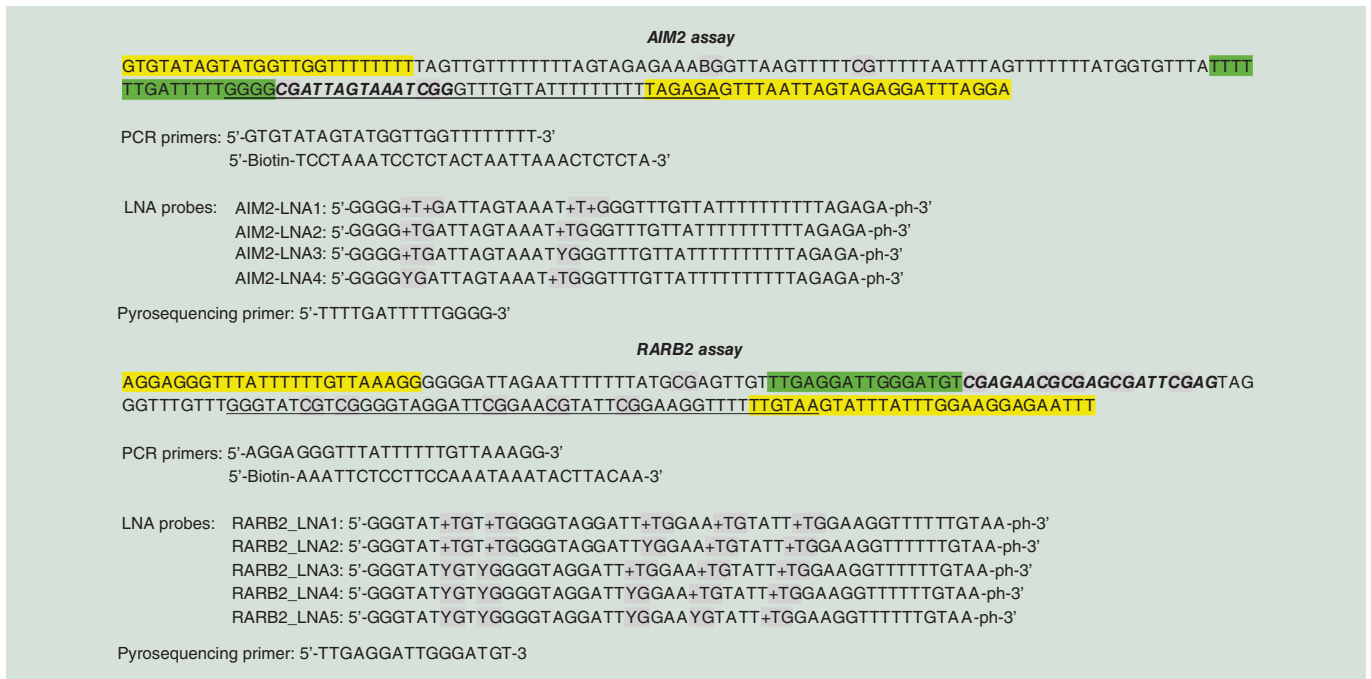 AIM2 assay
GTGTATAGTATGGTTGGTTTTTTTTTAGTTGTTTTTTTTAGTAGAGAAABGGTTAAGTTTTTCGTTTTTAATTTAGTTTTTTTATGGTGTTTATTTT
TTGATTTTTGGGGCGATTAGTAAATCGGGTTTGTTATTTTTTTTTTAGAGAGTTTAATTAGTAGAGGATTTAGGA
PCR primers: 5'-GTGTATAGTATGGTTGGTTTTTTTT-3'
5'-Biotin-TCCTAAATCCTCTACTAATTAAACTCTCTA-3'
LNA probes: AIM2-LNA1: 5'-GGGG+T+GATTAGTAAAT+T+GGGTTTGTTATTTTTTTTTTAGAGA-ph-3'
AIM2-LNA2: 5'-GGGG+TGATTAGTAAAT+TGGGTTTGTTATTTTTTTTTTAGAGA-ph-3'
AIM2-LNA3: 5'-GGGG+TGATTAGTAAATYGGGTTTGTTATTTTTTTTTTAGAGA-ph-3'
AIM2-LNA4: 5'-GGGGYGATTAGTAAAT+TGGGTTTGTTATTTTTTTTTTAGAGA-ph-3'
Pyrosequencing primer: 5'-TTTTGATTTTTGGGG-3'
RARB2 assay
AGGAGGGTTTATTTTTTGTTAAAGGGGGGATTAGAATTTTTTTATGCGAGTTGTTTGAGGATTGGGATGTCGAGAACGCGAGCGATTCGAGTAG
GGTTTGTTTGGGTATCGTCGGGGTAGGATTCGGAACGTATTCGGAAGGTTTTTTGTAAGTATTTATTTGGAAGGAGAATTT
PCR primers: 5'-AGGAGGGTTTATTTTTTGTTAAAGG-3'
5'-Biotin-AAATTCTCCTTCCAAATAAATACTTACAA-3'
LNA probes: RARB2_LNA1: 5'-GGGTAT+TGT+TGGGGTAGGATT+TGGAA+TGTATT+TGGAAGGTTTTTTGTAA-ph-3'
RARB2_LNA2: 5'-GGGTAT+TGT+TGGGGTAGGATTYGGAA+TGTATT+TGGAAGGTTTTTTGTAA-ph-3'
RARB2_LNA3: 5'-GGGTATYGTYGGGGTAGGATT+TGGAA+TGTATT+TGGAAGGTTTTTTGTAA-ph-3'
RARB2_LNA4: 5'-GGGTATYGTYGGGGTAGGATTYGGAA+TGTATT+TGGAAGGTTTTTTGTAA-ph-3'
RARB2_LNA5: 5'-GGGTATYGTYGGGGTAGGATTYGGAAYGTATT+TGGAAGGTTTTTTGTAA-ph-3'
Pyrosequencing primer: 5'-TTGAGGATTGGGATGT-3